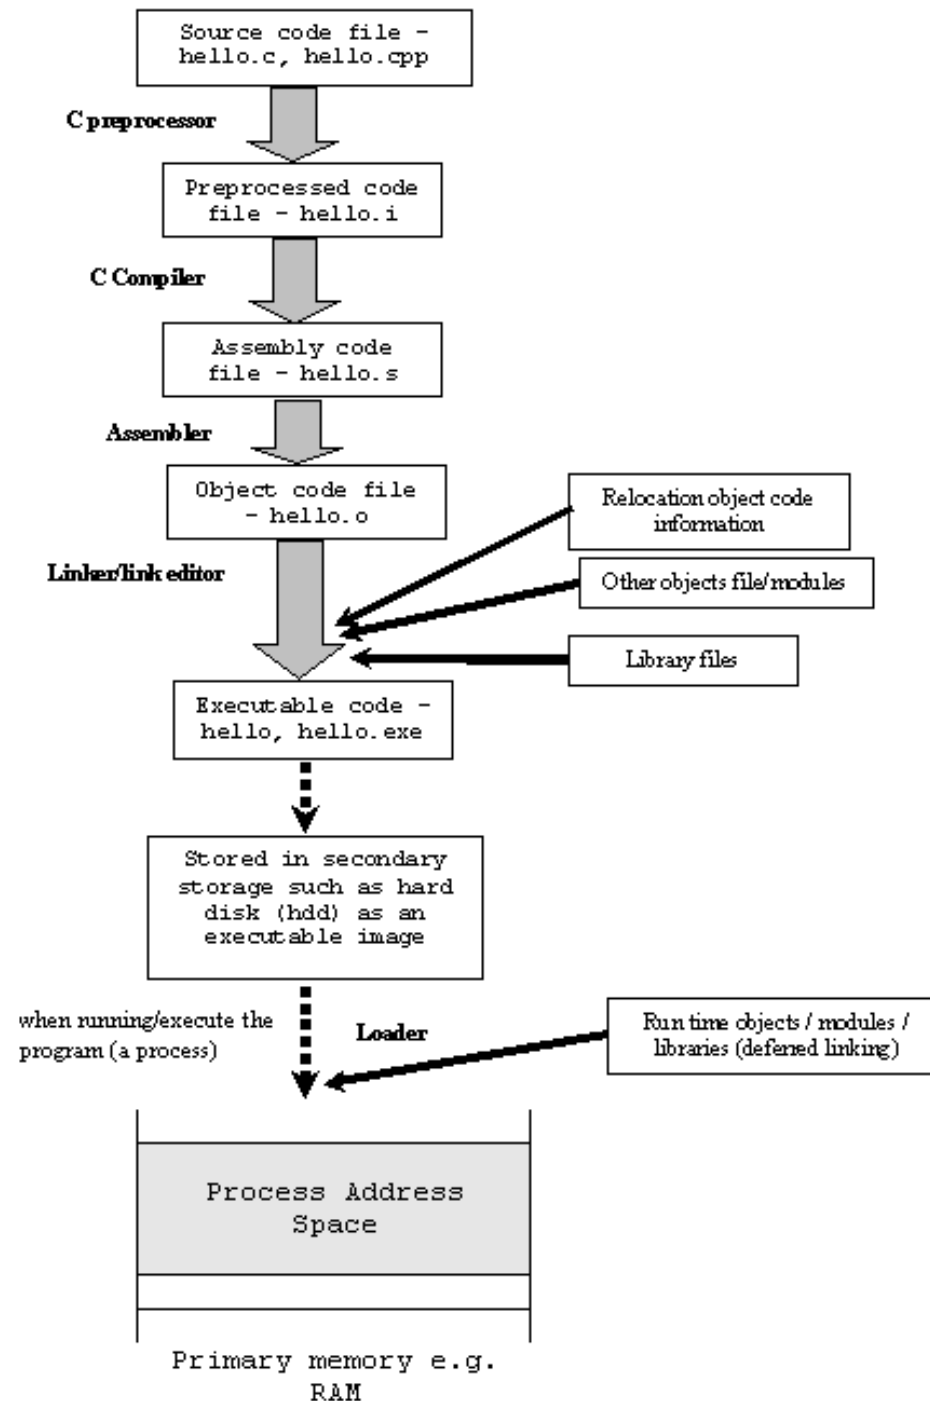 Source code file -
hello.c, hello.cpp
C preprocessor
Preprocessed code
file - hello.i
C Compiler
Assembly code
file - hello.s
Assembler
Object code file
- hello.o
Relocation object code
information
Linker/link editor
Other objects file/modules
Library files
Executable code -
hello, hello.exe
Stored in secondary
storage such as hard
disk (hdd) as an
executable image
when running/execute the
program (a process)
Loader
Run time objects / modules /
libraries (deferred linking)
Process Address
Space
Primary memory e.g.
RAM